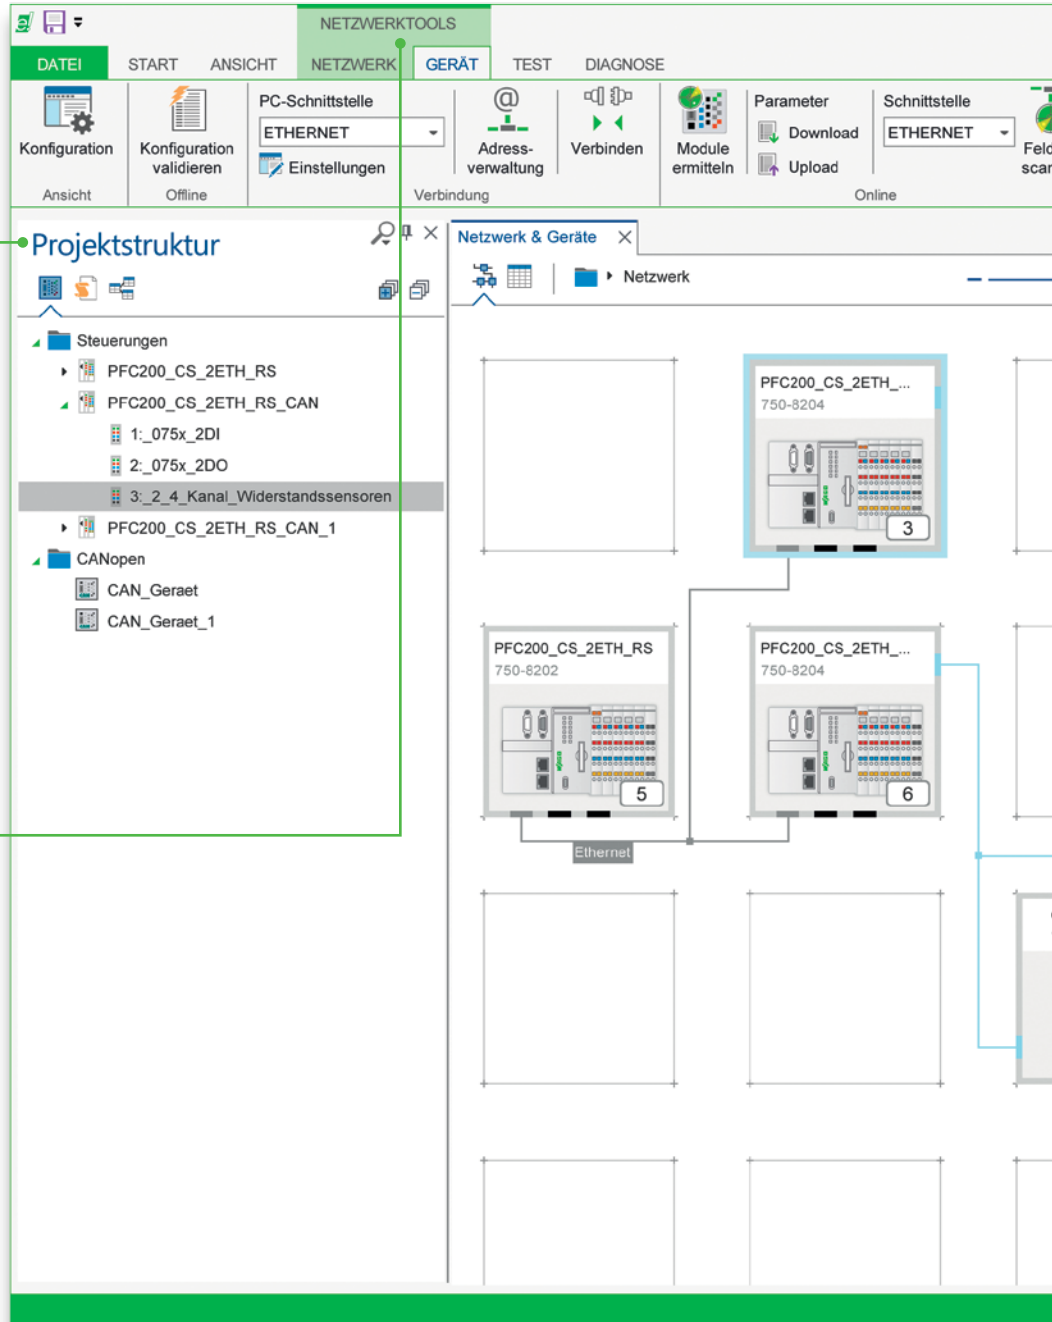 e!
NETZWERKTOOLS
DATEI START ANSICHT NETZWERK GERÄT TEST DIAGNOSE
Konfiguration
Ansicht
Konfiguration
validieren
Offline
PC-Schnittstelle
ETHERNET
Einstellungen
Adress-
verwaltung
Verbinden
Verbindung
Module
ermitteln
Parameter
Download
Upload
Schnittstelle
ETHERNET
Online
Feld
scan
Projektstruktur
Steuerungen
PFC200_CS_2ETH_RS
PFC200_CS_2ETH_RS_CAN
1:_075x_2DI
2:_075x_2DO
3:_2_4_Kanal_Widerstandssensoren
PFC200_CS_2ETH_RS_CAN_1
CANopen
CAN_Geraet
CAN_Geraet_1
Netzwerk & Geräte
Netzwerk
PFC200_CS_2ETH_...
750-8204
3
PFC200_CS_2ETH_RS
750-8202
5
PFC200_CS_2ETH_...
750-8204
6
Ethernet